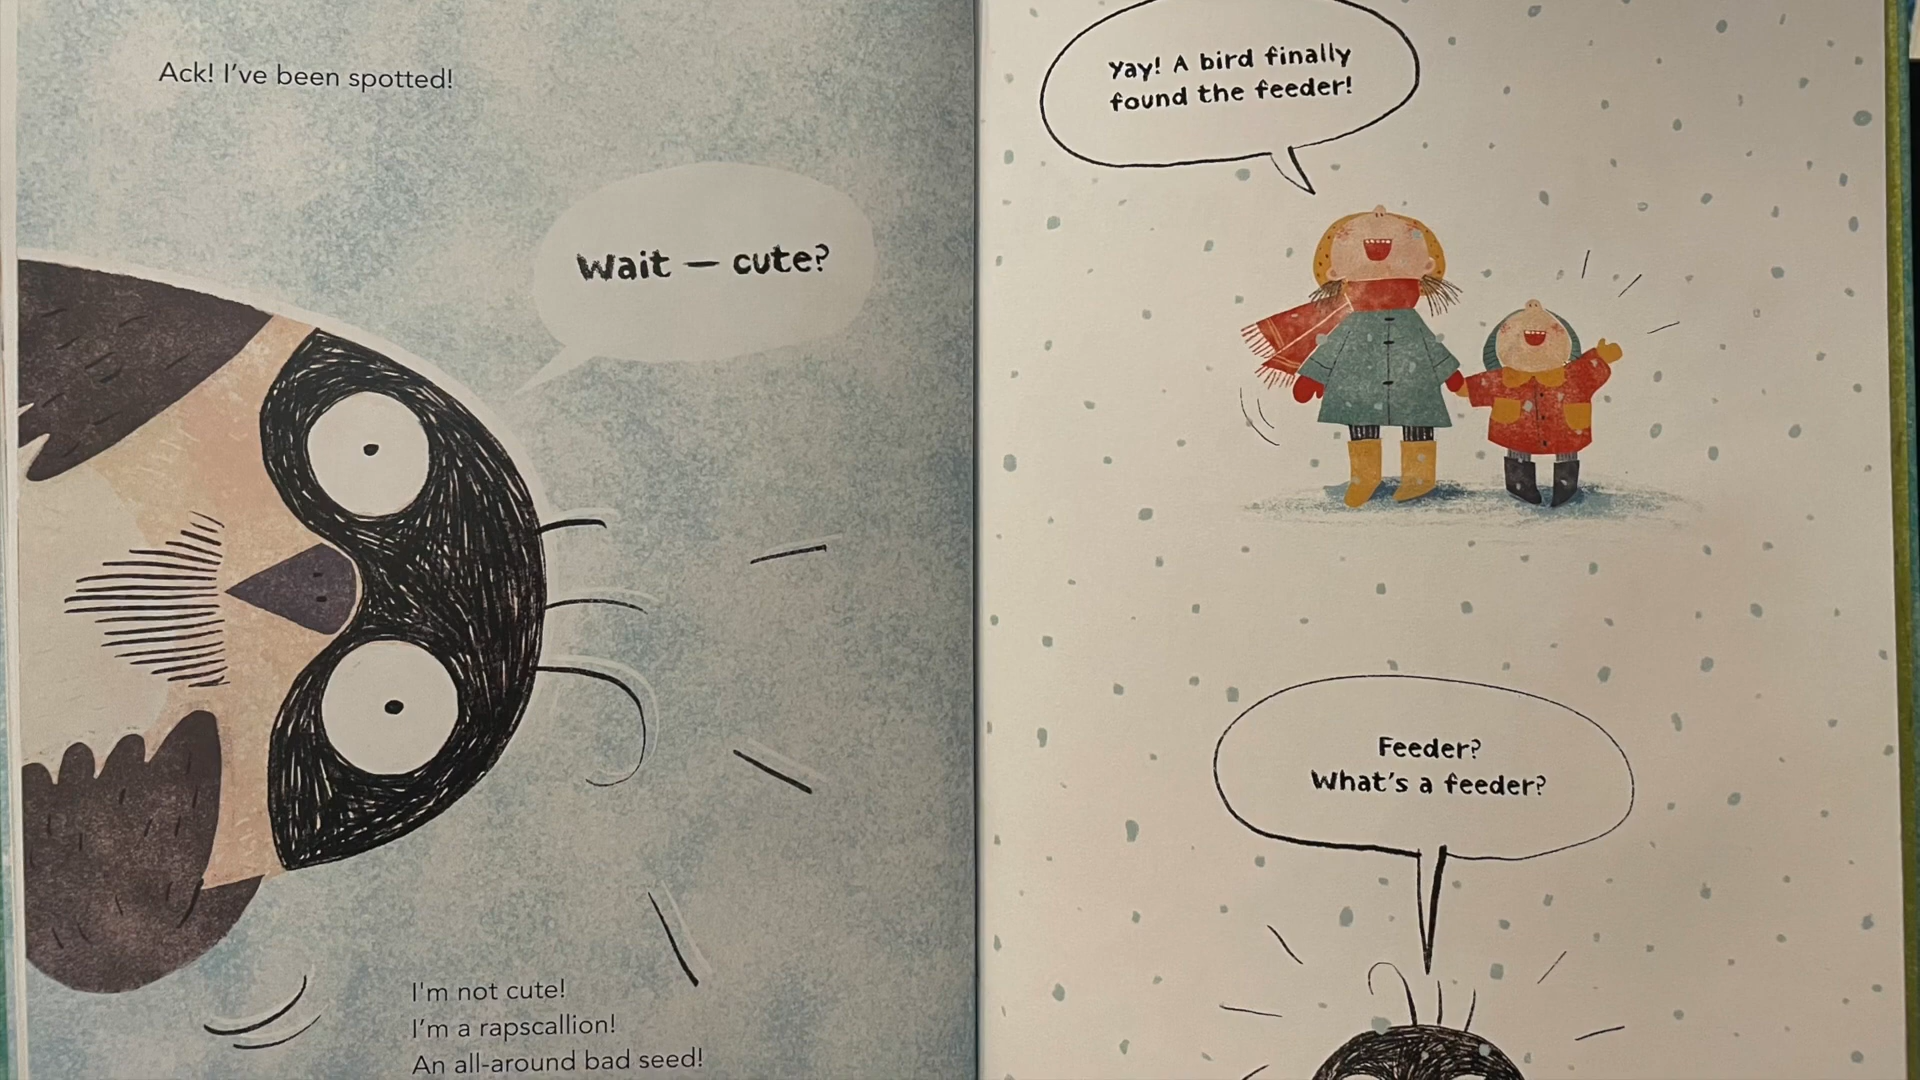 Ack! I've been spotted!
Wait – cute?
I'm not cute!
I'm a rapscallion!
An all-around bad seed!
Yay! A bird finally
found the feeder!
Feeder?
What's a feeder?